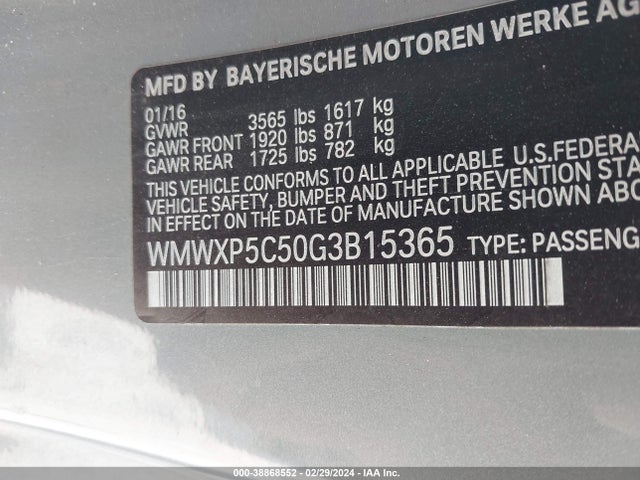 MFD BY BAYERISCHE MOTOREN WERKE AG
01/16
GVWR 3565 lbs 1617 kg
GAWR FRONT 1920 lbs 871 kg
GAWR REAR 1725 lbs 782 kg
THIS VEHICLE CONFORMS TO ALL APPLICABLE U.S.FEDERA
VEHICLE SAFETY, BUMPER AND THEFT PREVENTION STA
IN EFFECT ON THE DATE OF MANUFACTURE SHOWN ABO
WMWXP5C50G3B15365 TYPE: PASSENG
000-38868552 - 02/29/2024 - IAAI.COM